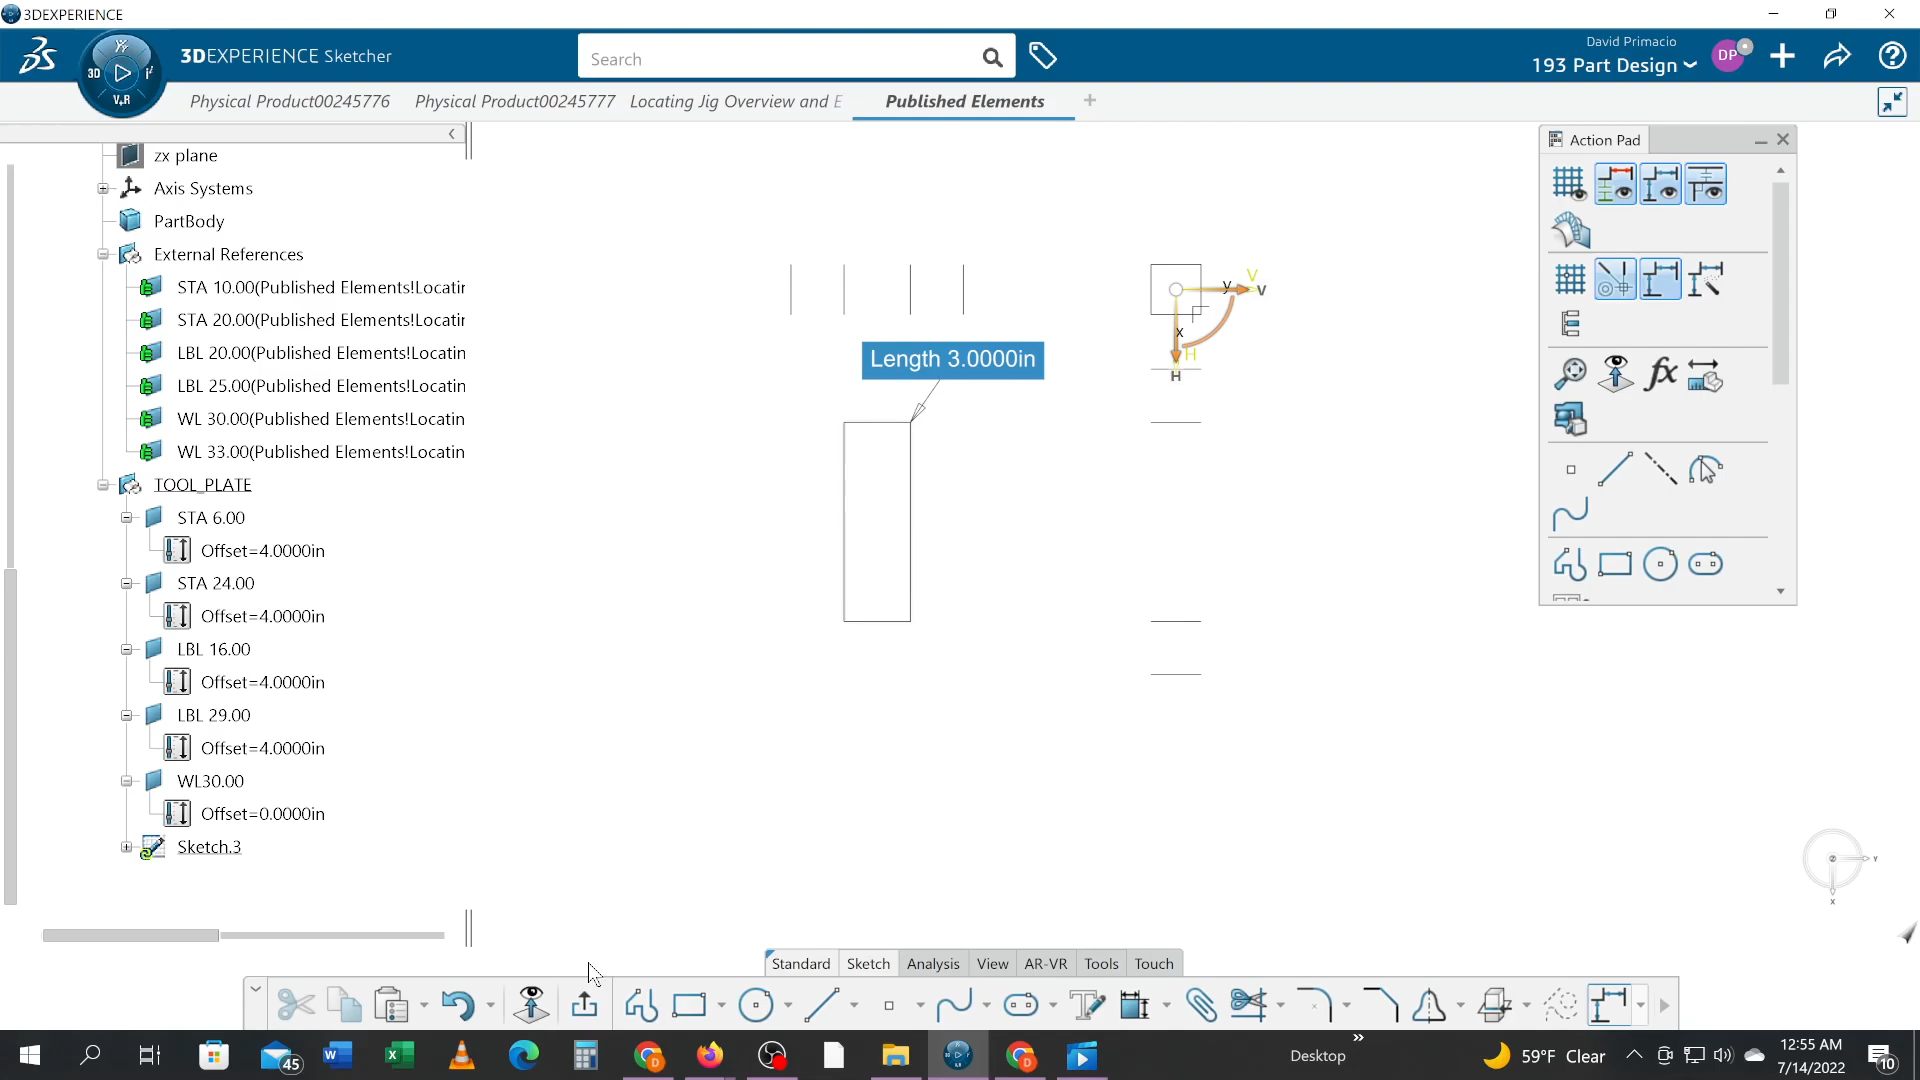 3DEXPERIENCE
3DEXPERIENCE Sketcher
Search
David Primacio
193 Part Design
DP
3D
V,R
Physical Product00245776
Physical Product00245777
Locating Jig Overview and E
Published Elements
zx plane
Axis Systems
PartBody
External References
STA 10.00(Published Elements!Locatin
STA 20.00(Published Elements!Locatin
LBL 20.00(Published Elements!Locatin
LBL 25.00(Published Elements!Locatin
WL 30.00(Published Elements!Locatin
WL 33.00(Published Elements!Locatin
TOOL_PLATE
STA 6.00
Offset=4.0000in
STA 24.00
Offset=4.0000in
LBL 16.00
Offset=4.0000in
LBL 29.00
Offset=4.0000in
WL30.00
Offset=0.0000in
Sketch.3
Length 3.0000in
V
y
V
x
H
H
Action Pad
fx
Z
Y
X
Standard
Sketch
Analysis
View
AR-VR
Tools
Touch
45
Desktop
59°F Clear
12:55 AM
7/14/2022
10